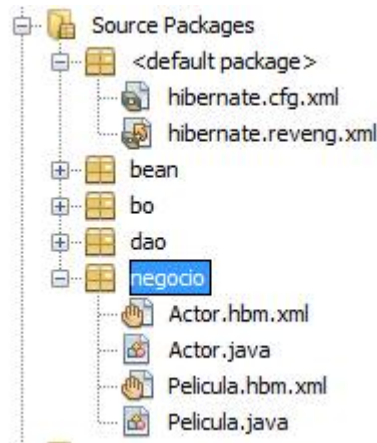 Source Packages
<default package>
hibernate.cfg.xml
hibernate.reveng.xml
bean
bo
dao
negocio
Actor.hbm.xml
Actor.java
Pelicula.hbm.xml
Pelicula.java